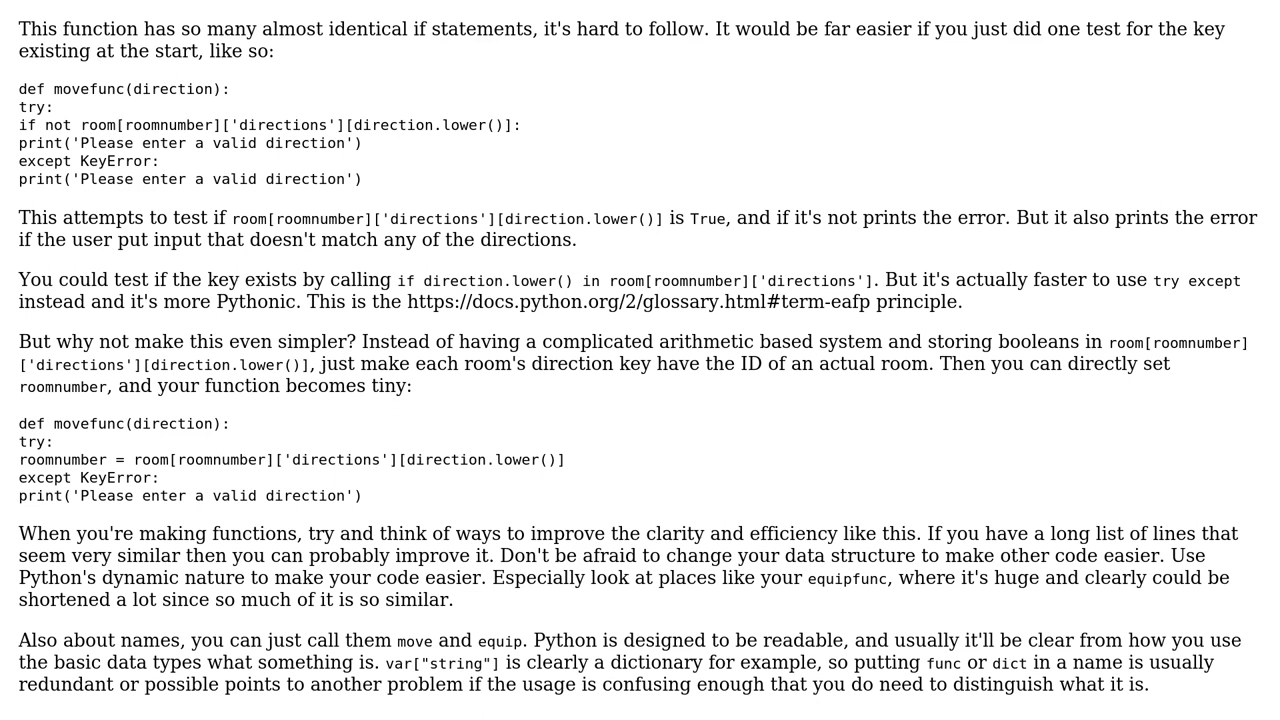 This function has so many almost identical if statements, it's hard to follow. It would be far easier if you just did one test for the key
existing at the start, like so:
def movefunc(direction):
try:
if not room[roomnumber]['directions'][direction.lower()]:
print('Please enter a valid direction')
except KeyError:
print('Please enter a valid direction')
This attempts to test if room[roomnumber]['directions'][direction.lower()] is True, and if it's not prints the error. But it also prints the error
if the user put input that doesn't match any of the directions.
You could test if the key exists by calling if direction.lower() in room[roomnumber]['directions']. But it's actually faster to use try except
instead and it's more Pythonic. This is the https://docs.python.org/2/glossary.html#term-eafp principle.
But why not make this even simpler? Instead of having a complicated arithmetic based system and storing booleans in room[roomnumber]
['directions'][direction.lower()], just make each room's direction key have the ID of an actual room. Then you can directly set
roomnumber, and your function becomes tiny:
def movefunc(direction):
try:
roomnumber = room[roomnumber]['directions'][direction.lower()]
except KeyError:
print('Please enter a valid direction')
When you're making functions, try and think of ways to improve the clarity and efficiency like this. If you have a long list of lines that
seem very similar then you can probably improve it. Don't be afraid to change your data structure to make other code easier. Use
Python's dynamic nature to make your code easier. Especially look at places like your equipfunc, where it's huge and clearly could be
shortened a lot since so much of it is so similar.
Also about names, you can just call them move and equip. Python is designed to be readable, and usually it'll be clear from how you use
the basic data types what something is. var["string"] is clearly a dictionary for example, so putting func or dict in a name is usually
redundant or possible points to another problem if the usage is confusing enough that you do need to distinguish what it is.